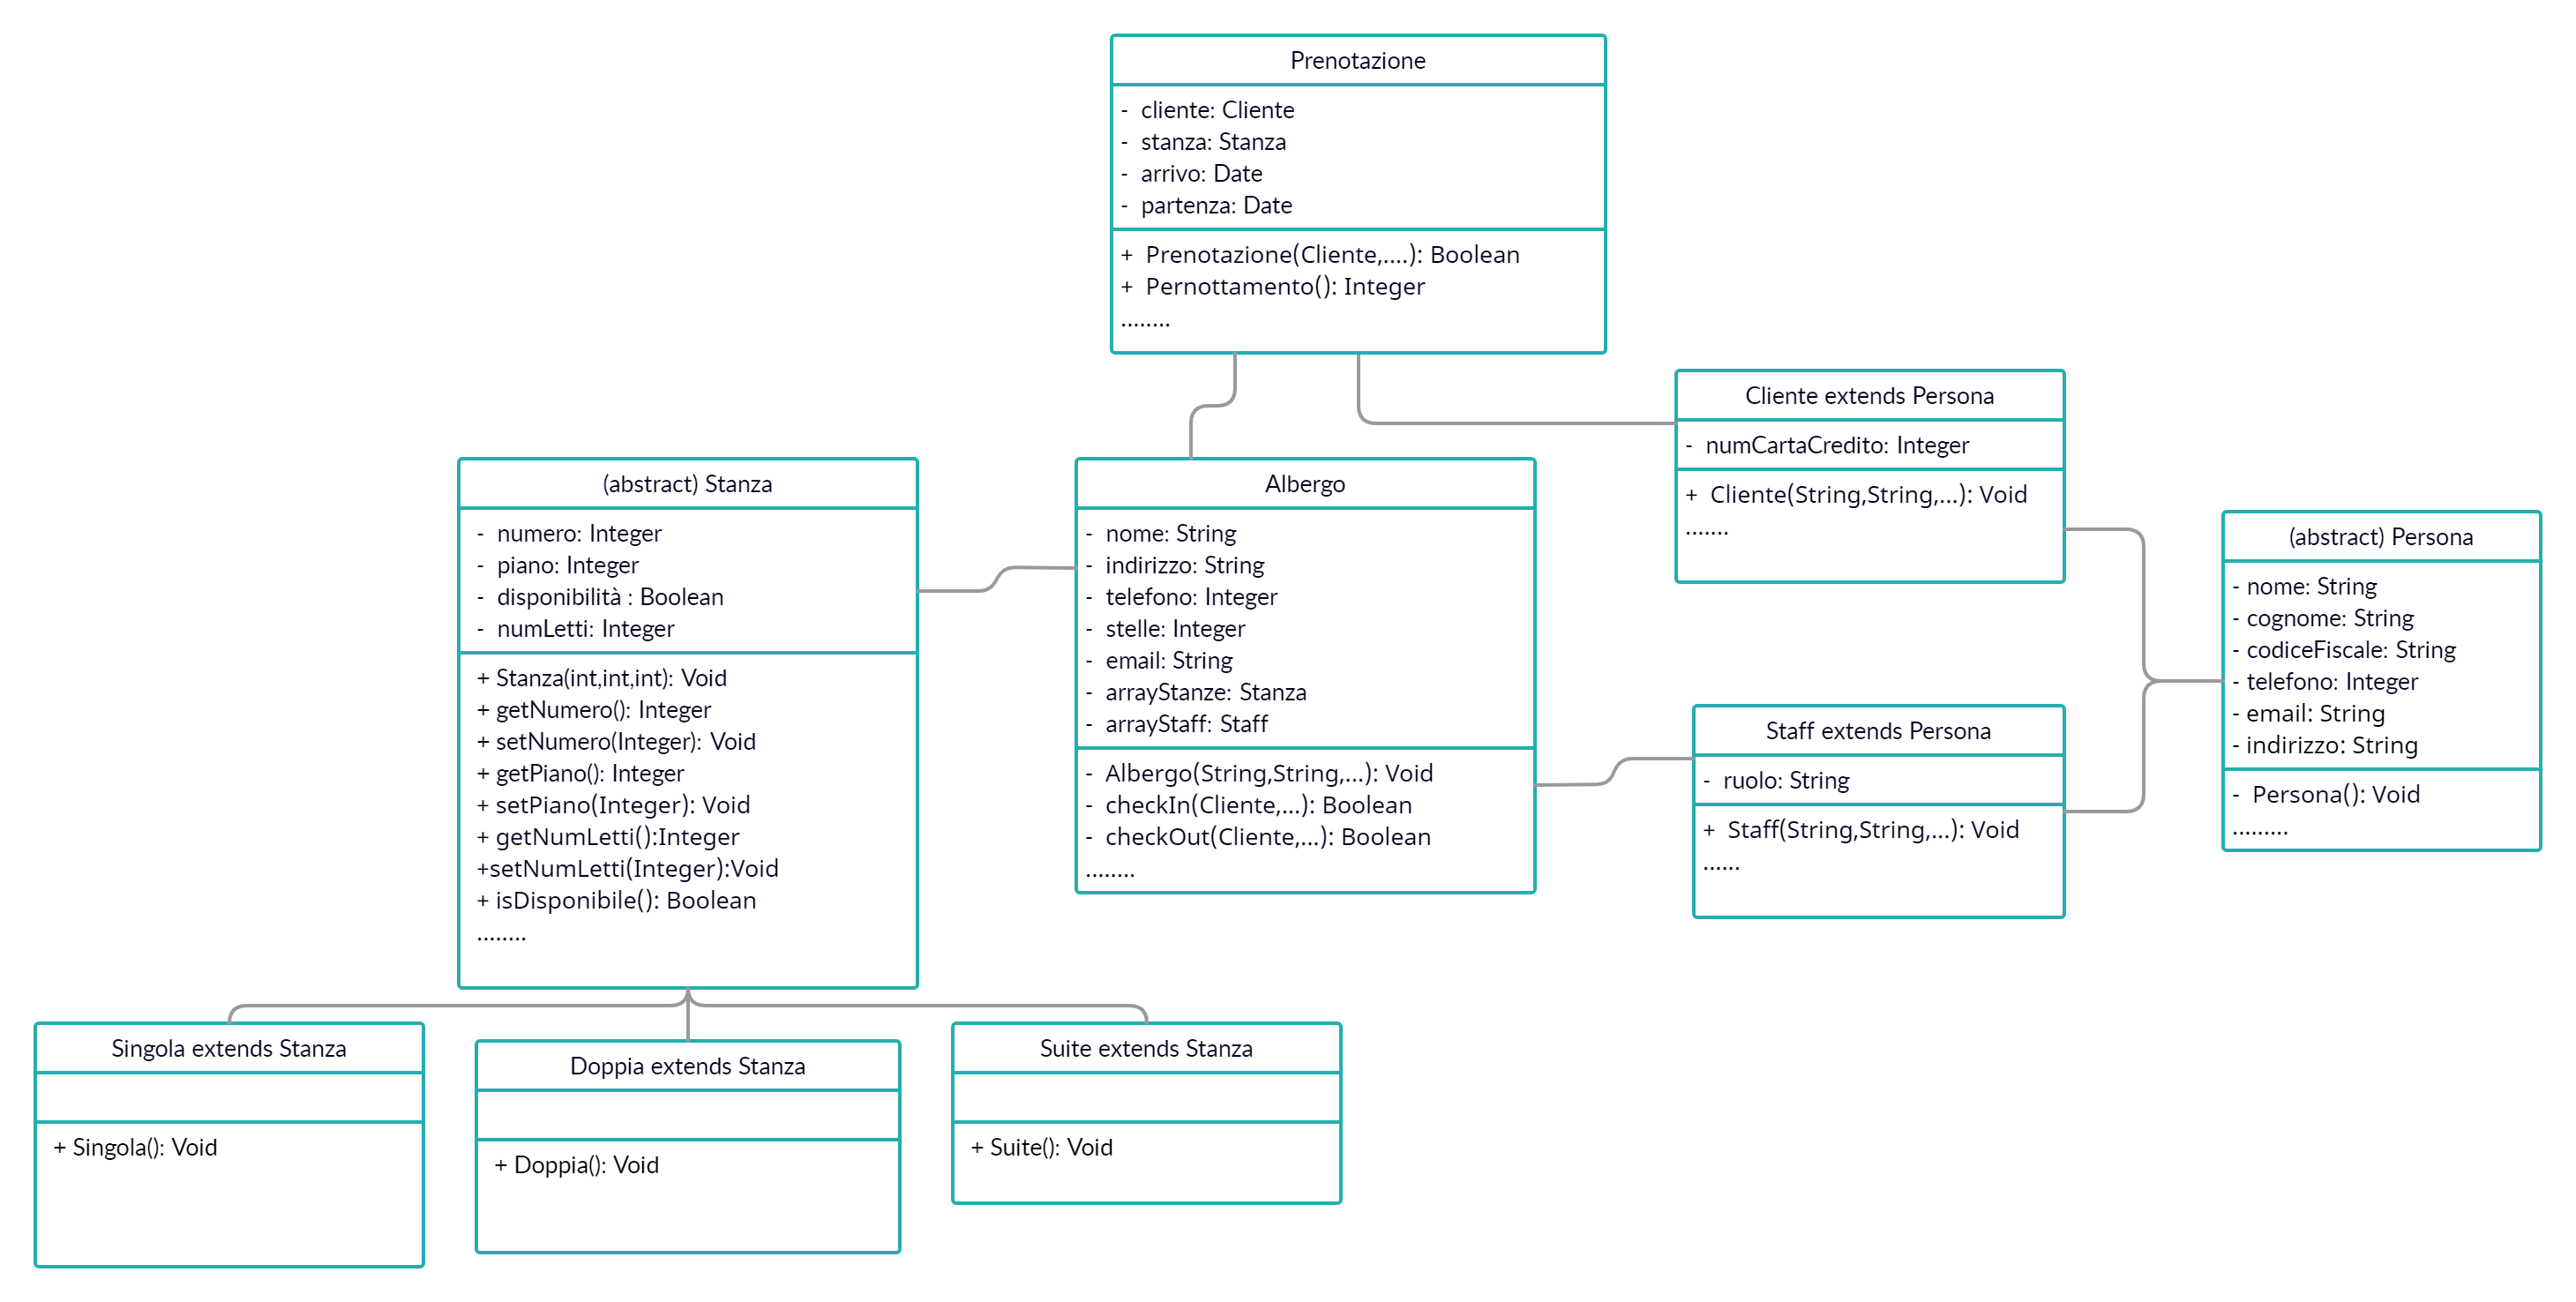 Prenotazione
- cliente: Cliente
- stanza: Stanza
- arrivo: Date
- partenza: Date
+ Prenotazione(Cliente,....): Boolean
+ Pernottamento(): Integer
........
Cliente extends Persona
- numCartaCredito: Integer
+ Cliente(String,String,...): Void
.......
(abstract) Stanza
- numero: Integer
- piano: Integer
- disponibilità : Boolean
- numLetti: Integer
+ Stanza(int,int,int): Void
+ getNumero(): Integer
+ setNumero(Integer): Void
+ getPiano(): Integer
+ setPiano(Integer): Void
+ getNumLetti():Integer
+setNumLetti(Integer):Void
+ isDisponibile(): Boolean
........
Albergo
- nome: String
- indirizzo: String
- telefono: Integer
- stelle: Integer
- email: String
- arrayStanze: Stanza
- arrayStaff: Staff
- Albergo(String,String,...): Void
- checkIn(Cliente,...): Boolean
- checkOut(Cliente,...): Boolean
........
(abstract) Persona
- nome: String
- cognome: String
- codiceFiscale: String
- telefono: Integer
- email: String
- indirizzo: String
- Persona(): Void
.........
Staff extends Persona
- ruolo: String
+ Staff(String,String,...): Void
......
Singola extends Stanza
+ Singola(): Void
Doppia extends Stanza
+ Doppia(): Void
Suite extends Stanza
+ Suite(): Void